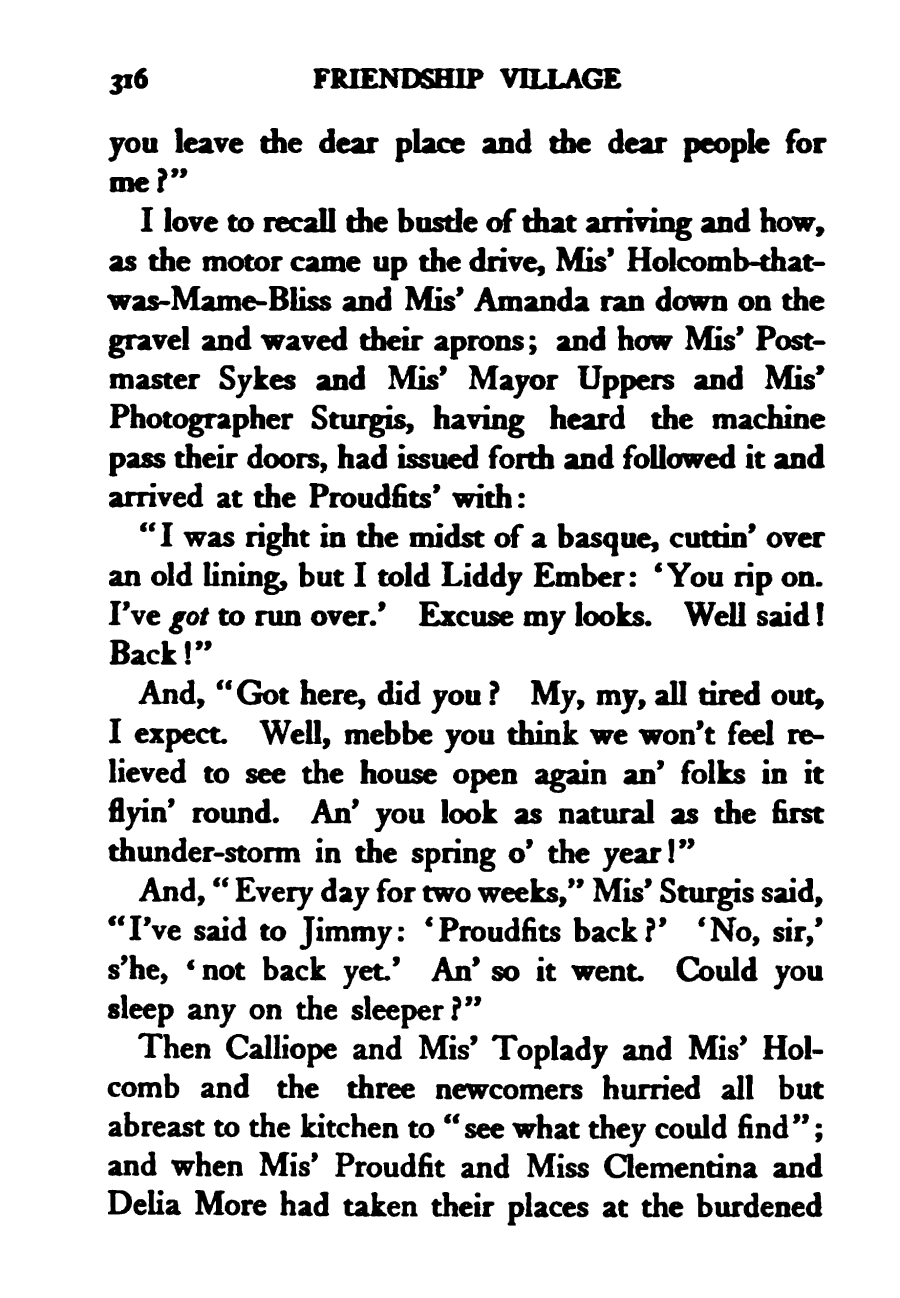 316 FRIENDSHIP VILLAGE
you leave the dear place and the dear people for
me?”
I love to recall the bustle of that arriving and how,
as the motor came up the drive, Mis’ Holcomb-that-
was-Mame-Bliss and Mis’ Amanda ran down on the
gravel and waved their aprons; and how Mis’ Post-
master Sykes and Mis’ Mayor Uppers and Mis’
Photographer Sturgis, having heard the machine
pass their doors, had issued forth and followed it and
arrived at the Proudfits’ with:
“I was right in the midst of a basque, cuttin’ over
an old lining, but I told Liddy Ember: ‘You rip on.
I’ve got to run over.’ Excuse my looks. Well said!
Back!”
And, “Got here, did you? My, my, all tired out,
I expect. Well, mebbe you think we won’t feel re-
lieved to see the house open again an’ folks in it
flyin’ round. An’ you look as natural as the first
thunder-storm in the spring o’ the year!”
And, “Every day for two weeks,” Mis’ Sturgis said,
“I’ve said to Jimmy: ‘Proudfits back?’ ‘No, sir,’
s’he, ‘not back yet.’ An’ so it went. Could you
sleep any on the sleeper?”
Then Calliope and Mis’ Toplady and Mis’ Hol-
comb and the three newcomers hurried all but
abreast to the kitchen to “see what they could find”;
and when Mis’ Proudfit and Miss Clementina and
Delia More had taken their places at the burdened